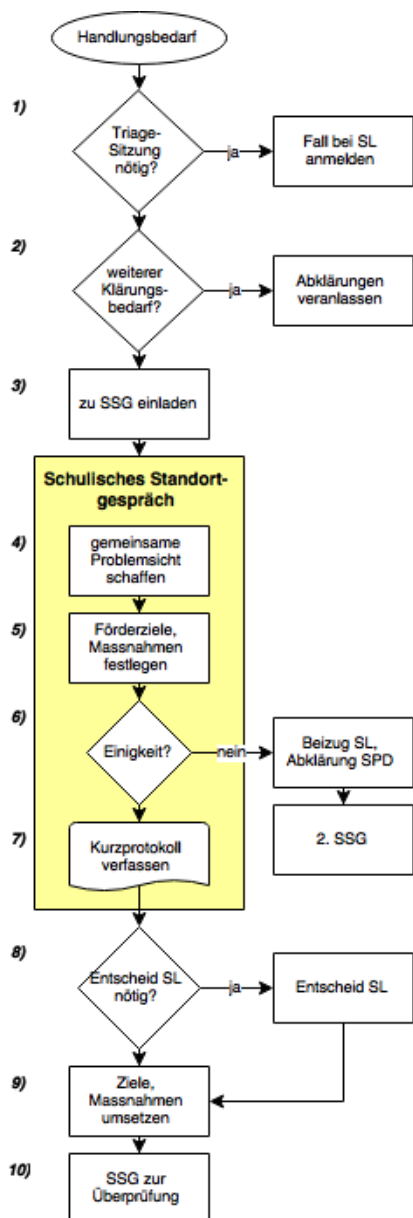 Handlungsbedarf
1)
Triage-
Sitzung
nötig?
ja
Fall bei SL
anmelden
2)
weiterer
Klärungs-
bedarf?
ja
Abklärungen
veranlassen
3)
zu SSG einladen
Schulisches Standort-
gespräch
4)
gemeinsame
Problemsicht
schaffen
5)
Förderziele,
Massnahmen
festlegen
6)
Einigkeit?
nein
Beizug SL,
Abklärung SPD
2. SSG
7)
Kurzprotokoll
verfassen
8)
Entscheid SL
nötig?
ja
Entscheid SL
9)
Ziele,
Massnahmen
umsetzen
10)
SSG zur
Überprüfung